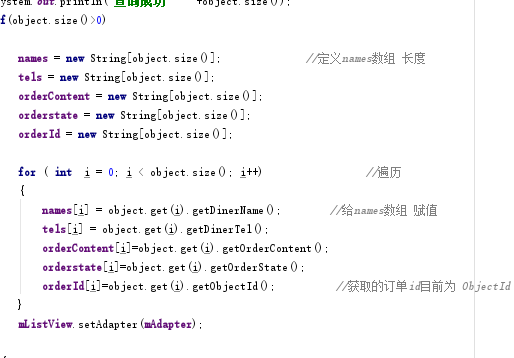 ystem.out.println("查询成功" +object.size());
f(object.size()>0)
names = new String[object.size()]; //定义names数组 长度
tels = new String[object.size()];
orderContent = new String[object.size()];
orderstate = new String[object.size()];
orderId = new String[object.size()];
for ( int i = 0; i < object.size(); i++) //遍历
{
names[i] = object.get(i).getDinerName(); //给names数组 赋值
tels[i] = object.get(i).getDinerTel();
orderContent[i]=object.get(i).getOrderContent();
orderstate[i]=object.get(i).getOrderState();
orderId[i]=object.get(i).getObjectId(); //获取的订单id目前为 ObjectId
}
mListView.setAdapter(mAdapter);